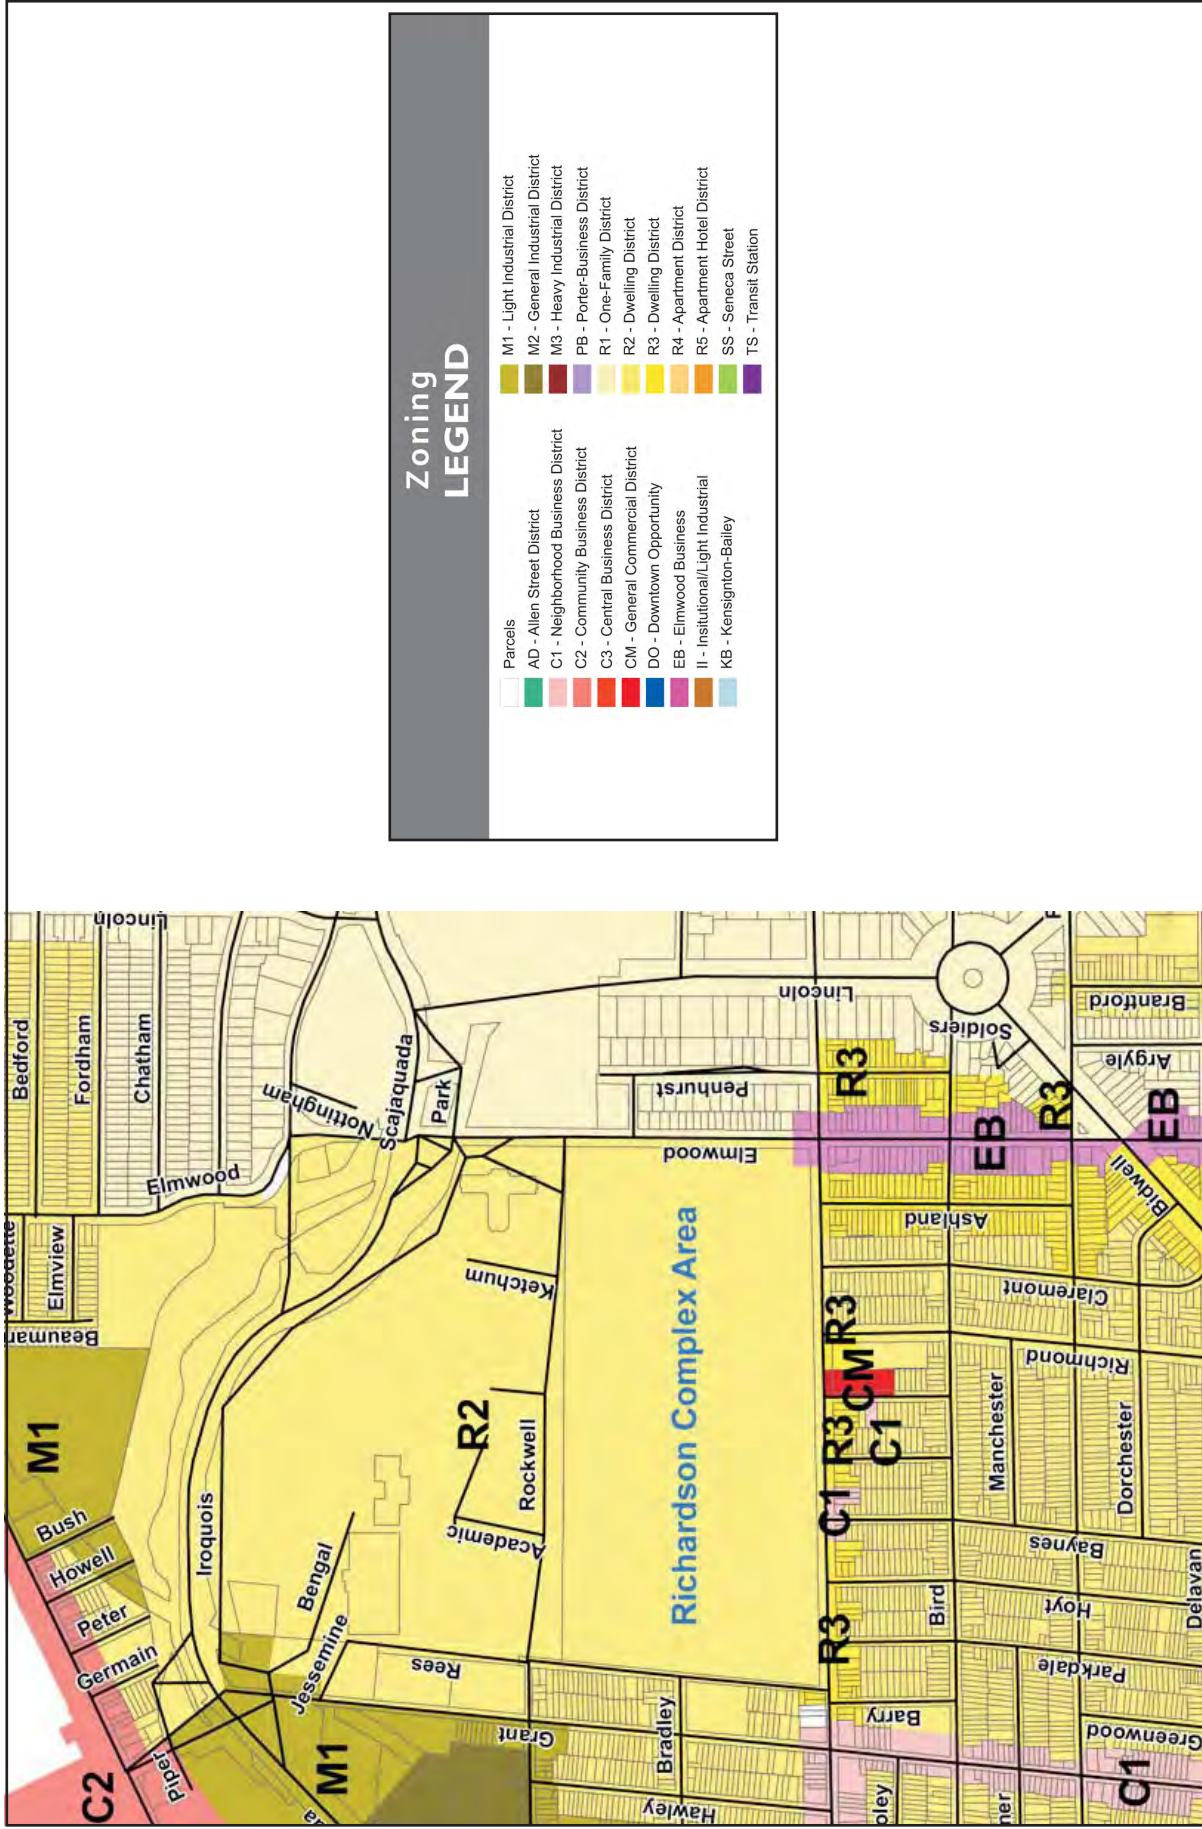 Zoning
LEGEND
Parcels
AD - Allen Street District
C1 - Neighborhood Business District
C2 - Community Business District
C3 - Central Business District
CM - General Commercial District
DO - Downtown Opportunity
EB - Elmwood Business
II - Insitutional/Light Industrial
KB - Kensignton-Bailey
M1 - Light Industrial District
M2 - General Industrial District
M3 - Heavy Industrial District
PB - Porter-Business District
R1 - One-Family District
R2 - Dwelling District
R3 - Dwelling District
R4 - Apartment District
R5 - Apartment Hotel District
SS - Seneca Street
TS - Transit Station
Bedford
Fordham
Chatham
Lincoln
Elmwood
Elmview
Beauman
M1
Bush
Howell
Peter
Germain
Piper
C2
Iroquois
Nottingham
Scajaquada
Park
Bengal
Jessemine
M1
Rees
Grant
R2
Ketchum
Rockwell
Academic
Richardson Complex Area
Elmwood
Penhurst
Lincoln
Soldiers
Bradley
Hawley
R3
EB
R3
EB
Bidwell
Argyle
Brantford
Ashland
Claremont
R3
CM
R3
C1
C1
R3
Richmond
Manchester
Dorchester
Baynes
Bird
Hoyt
Delavan
Parkdale
Barry
Greenwood
C1
oley
ner